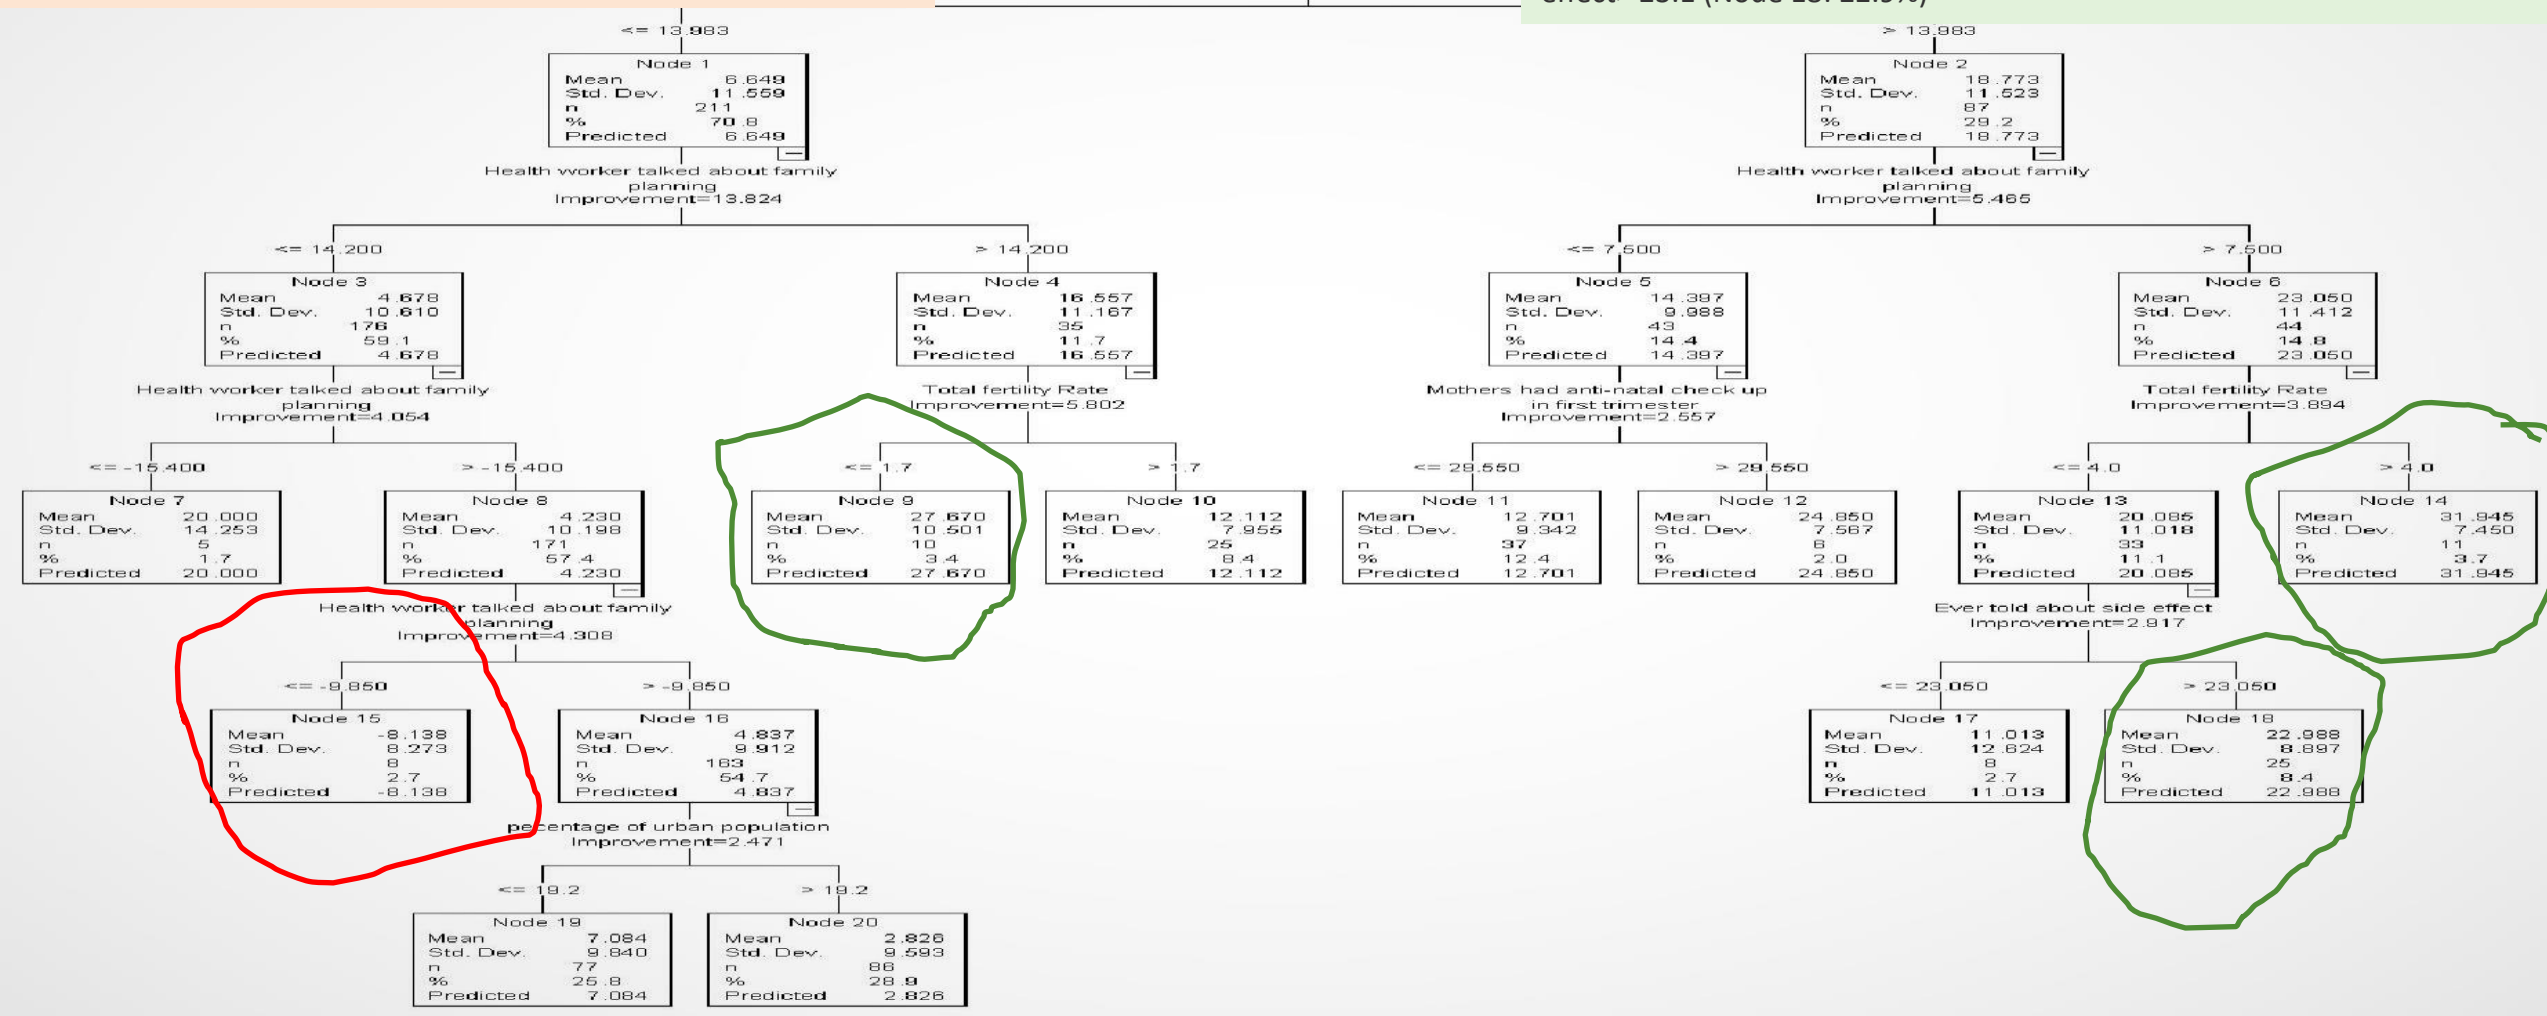 effect> 23.1 (Node 18: 22.9%)
<= 13.983
> 13.983
Node 1
Mean 6.649
Std. Dev. 11.559
n 211
% 70.8
Predicted 6.649
Node 2
Mean 18.773
Std. Dev. 11.523
n 87
% 29.2
Predicted 18.773
Health worker talked about family
planning
Improvement=13.824
Health worker talked about family
planning
Improvement=5.465
<= 14.200
> 14.200
<= 7.500
> 7.500
Node 3
Mean 4.678
Std. Dev. 10.610
n 176
% 59.1
Predicted 4.678
Node 4
Mean 16.557
Std. Dev. 11.167
n 35
% 11.7
Predicted 16.557
Node 5
Mean 14.397
Std. Dev. 9.988
n 43
% 14.4
Predicted 14.397
Node 6
Mean 23.050
Std. Dev. 11.412
n 44
% 14.8
Predicted 23.050
Health worker talked about family
planning
Improvement=4.054
Total fertility Rate
Improvement=5.802
Mothers had anti-natal check up
in first trimester
Improvement=2.557
Total fertility Rate
Improvement=3.894
<= -15.400
> -15.400
<= 1.7
> 1.7
<= 29.550
> 29.550
<= 4.0
> 4.0
Node 7
Mean 20.000
Std. Dev. 14.253
n 5
% 1.7
Predicted 20.000
Node 8
Mean 4.230
Std. Dev. 10.198
n 171
% 57.4
Predicted 4.230
Node 9
Mean 27.670
Std. Dev. 10.501
n 10
% 3.4
Predicted 27.670
Node 10
Mean 12.112
Std. Dev. 7.955
n 25
% 8.4
Predicted 12.112
Node 11
Mean 12.701
Std. Dev. 9.342
n 37
% 12.4
Predicted 12.701
Node 12
Mean 24.850
Std. Dev. 7.567
n 6
% 2.0
Predicted 24.850
Node 13
Mean 20.085
Std. Dev. 11.018
n 33
% 11.1
Predicted 20.085
Node 14
Mean 31.945
Std. Dev. 7.450
n 11
% 3.7
Predicted 31.945
Health worker talked about family
planning
Improvement=4.308
Ever told about side effect
Improvement=2.917
<= -9.850
> -9.850
<= 23.050
> 23.050
Node 15
Mean -8.138
Std. Dev. 8.273
n 8
% 2.7
Predicted -8.138
Node 16
Mean 4.837
Std. Dev. 9.912
n 163
% 54.7
Predicted 4.837
Node 17
Mean 11.013
Std. Dev. 12.624
n 8
% 2.7
Predicted 11.013
Node 18
Mean 22.988
Std. Dev. 8.897
n 25
% 8.4
Predicted 22.988
pecentage of urban population
Improvement=2.471
<= 19.2
> 19.2
Node 19
Mean 7.084
Std. Dev. 9.840
n 77
% 25.8
Predicted 7.084
Node 20
Mean 2.826
Std. Dev. 9.593
n 86
% 28.9
Predicted 2.826